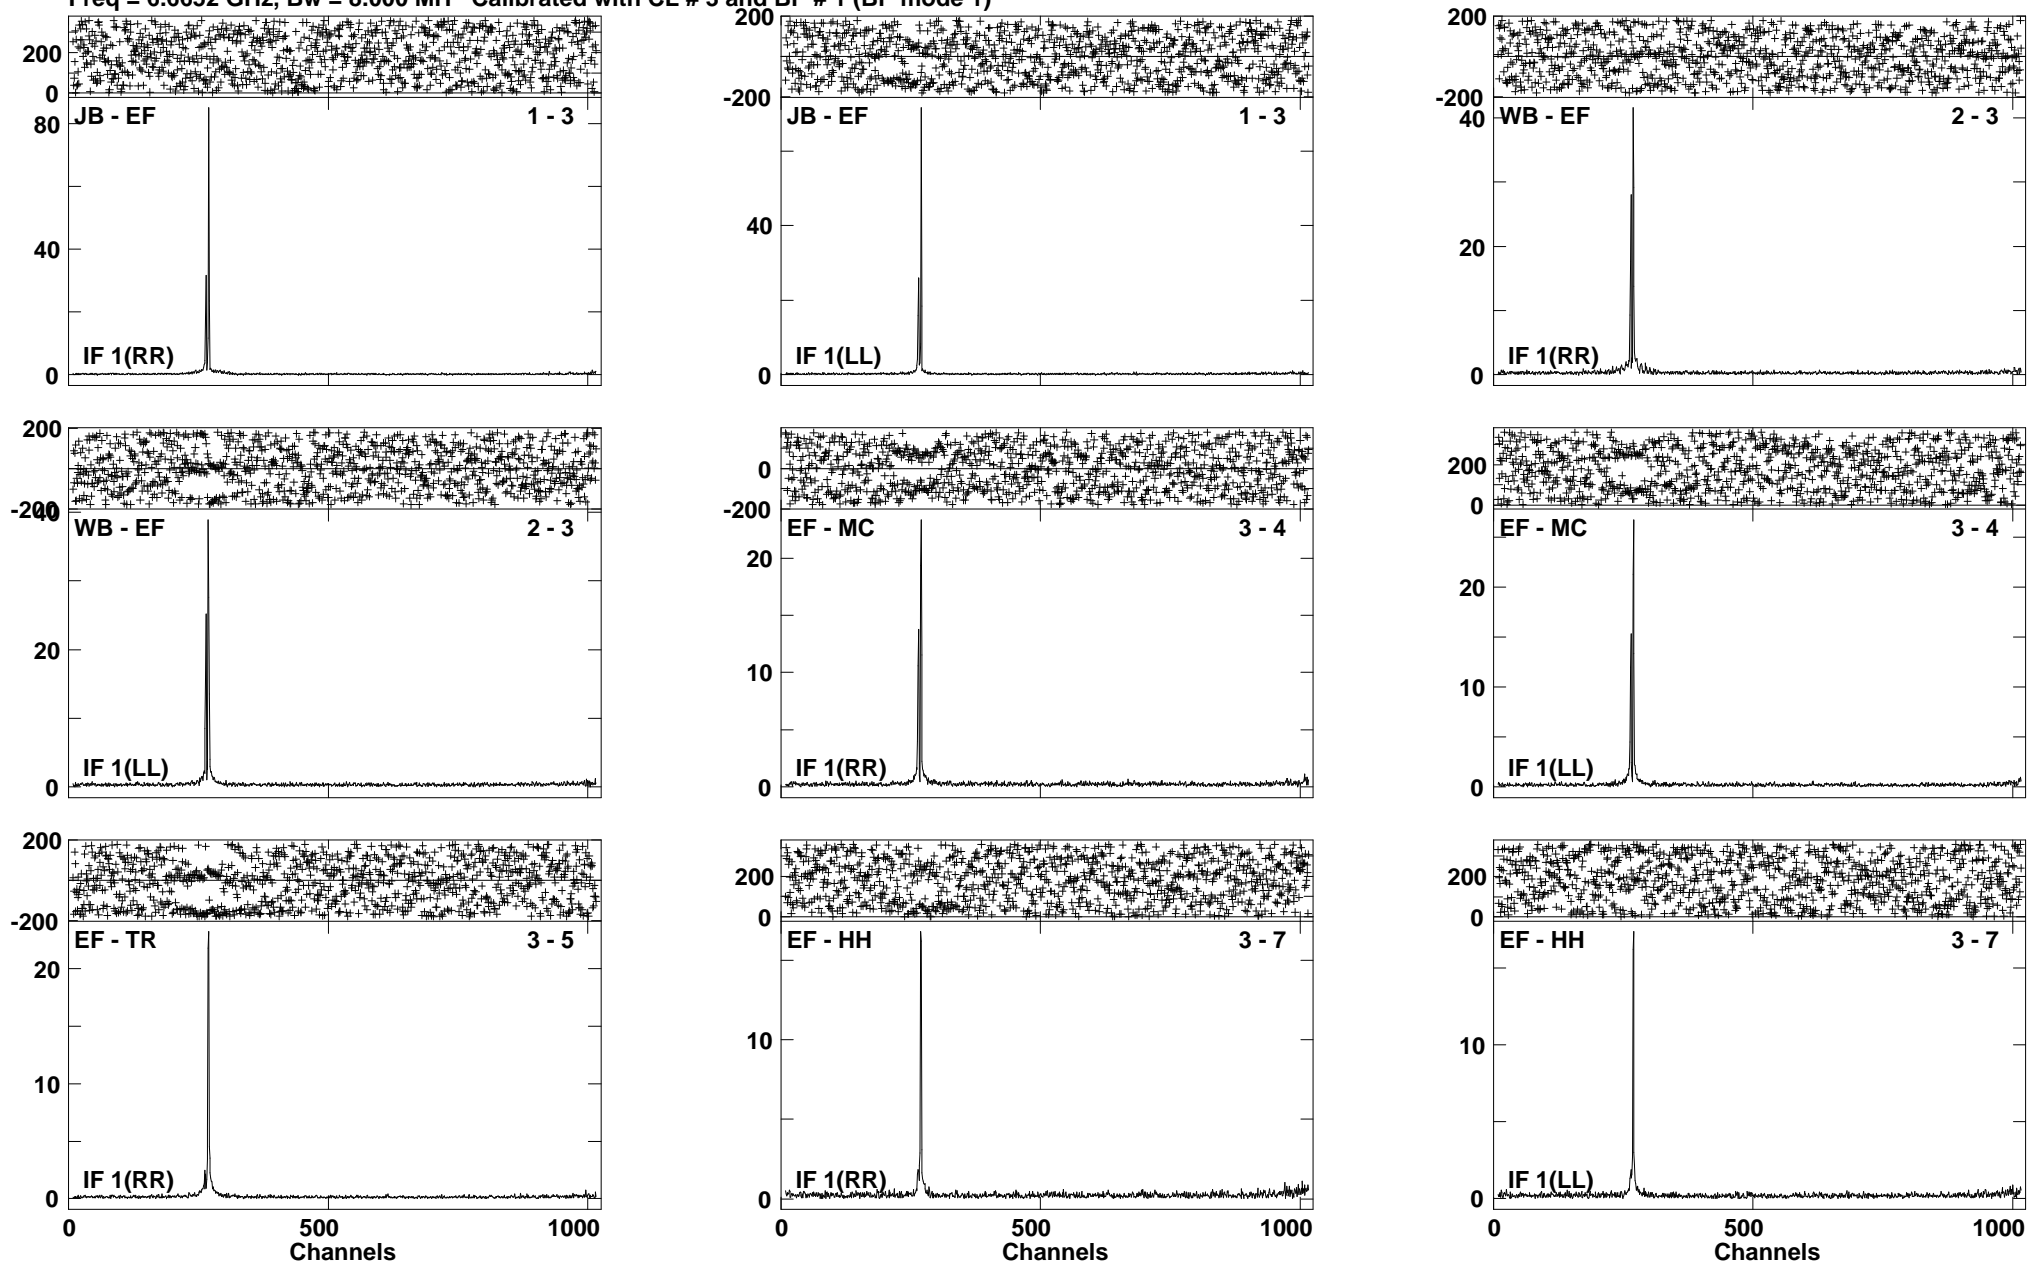 Freq = 6.6652 GHz, Bw = 8.000 MH Calibrated with CL # 3 and BP # 1 (BP mode 1)
200
0
JB - EF 1 - 3
80
40
0
IF 1(RR)
200
-200
JB - EF 1 - 3
40
0
IF 1(LL)
200
-200
WB - EF 2 - 3
40
20
0
IF 1(RR)
200
-200
WB - EF 2 - 3
40
20
0
IF 1(LL)
0
-200
EF - MC 3 - 4
20
10
0
IF 1(RR)
200
0
EF - MC 3 - 4
20
10
0
IF 1(LL)
200
-200
EF - TR 3 - 5
20
10
0
IF 1(RR)
0 500 1000
Channels
200
0
EF - HH 3 - 7
10
0
IF 1(RR)
0 500 1000
Channels
200
0
EF - HH 3 - 7
10
0
IF 1(LL)
0 500 1000
Channels